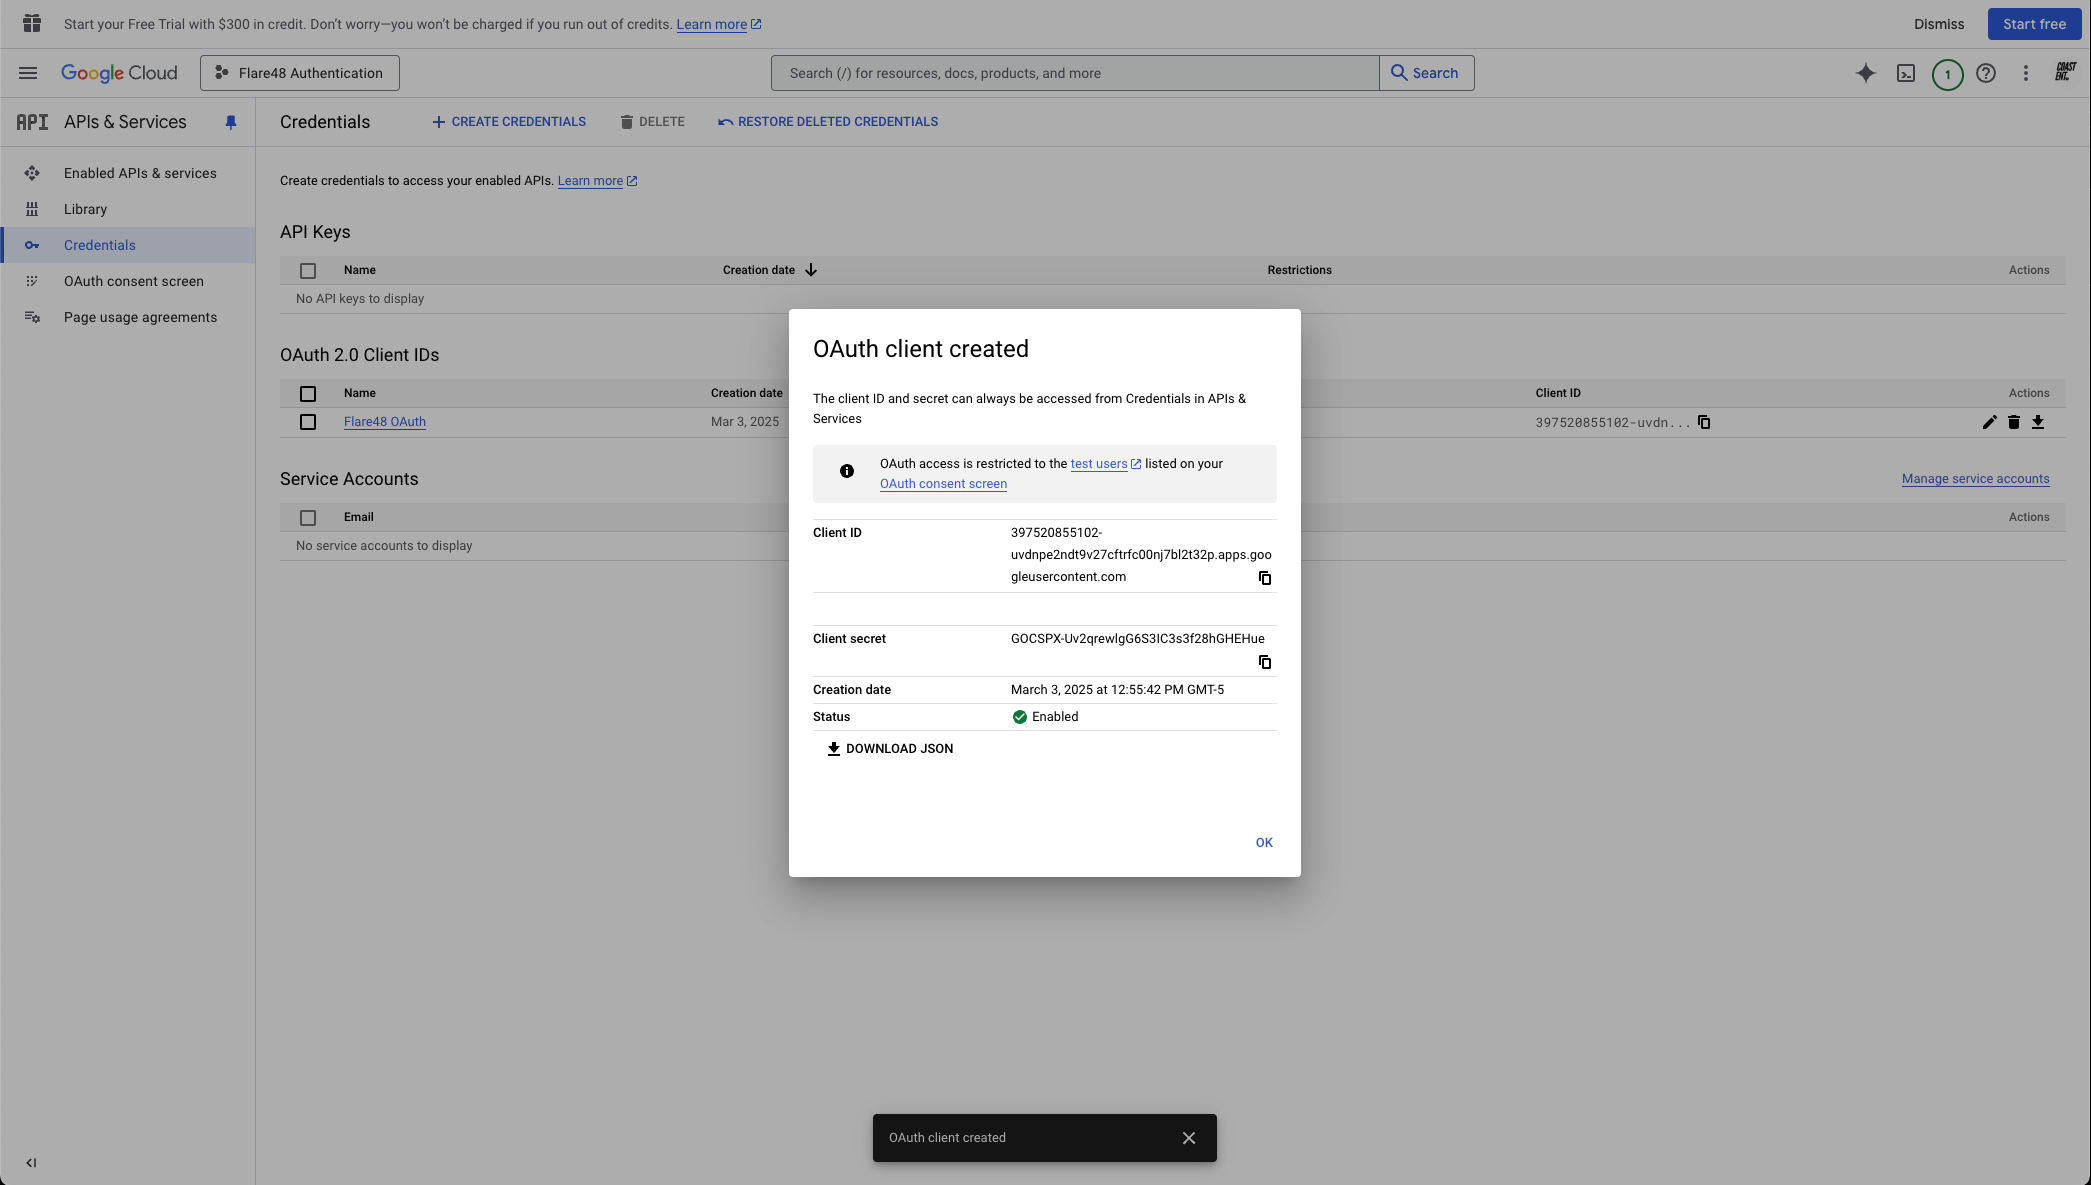 Start your Free Trial with $300 in credit. Don't worry—you won't be charged if you run out of credits. Learn more
Dismiss
Start free
Google Cloud
Flare48 Authentication
Search (/) for resources, docs, products, and more
Search
1
COAST
ENT.
API
APIs & Services
Credentials
CREATE CREDENTIALS
DELETE
RESTORE DELETED CREDENTIALS
Enabled APIs & services
Library
Credentials
OAuth consent screen
Page usage agreements
Create credentials to access your enabled APIs. Learn more
API Keys
Name
Creation date
Restrictions
Actions
No API keys to display
OAuth 2.0 Client IDs
Name
Creation date
Client ID
Actions
Flare48 OAuth
Mar 3, 2025
397520855102-uvdn...
Service Accounts
Manage service accounts
Email
Actions
No service accounts to display
OAuth client created
The client ID and secret can always be accessed from Credentials in APIs &
Services
OAuth access is restricted to the test users listed on your
OAuth consent screen
Client ID
397520855102-
uvdnpe2ndt9v27cftrfc00nj7bl2t32p.apps.goo
gleusercontent.com
Client secret
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
Creation date
March 3, 2025 at 12:55:42 PM GMT-5
Status
Enabled
DOWNLOAD JSON
OK
OAuth client created